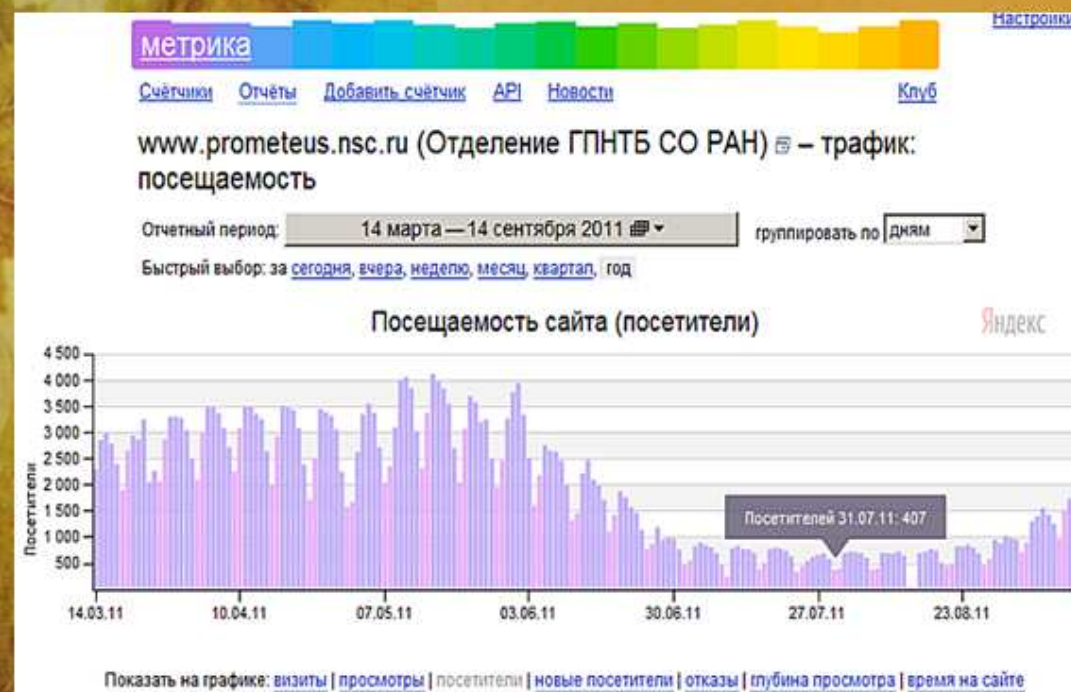 Настройки
метрика
Счётчики Отчёты Добавить счётчик API Новости Клуб
www.prometeus.nsc.ru (Отделение ГПНТБ СО РАН) – трафик:
посещаемость
Отчетный период: 14 марта — 14 сентября 2011 группировать по дням
Быстрый выбор: за сегодня, вчера, неделю, месяц, квартал, год
Посещаемость сайта (посетители)
Яндекс
4 500
4 000
3 500
3 000
2 500
2 000
1 500
1 000
500
Посетители
Посетителей 31.07.11: 407
14.03.11 10.04.11 07.05.11 03.06.11 30.06.11 27.07.11 23.08.11
Показать на графике: визиты | просмотры | посетители | новые посетители | отказы | глубина просмотра | время на сайте